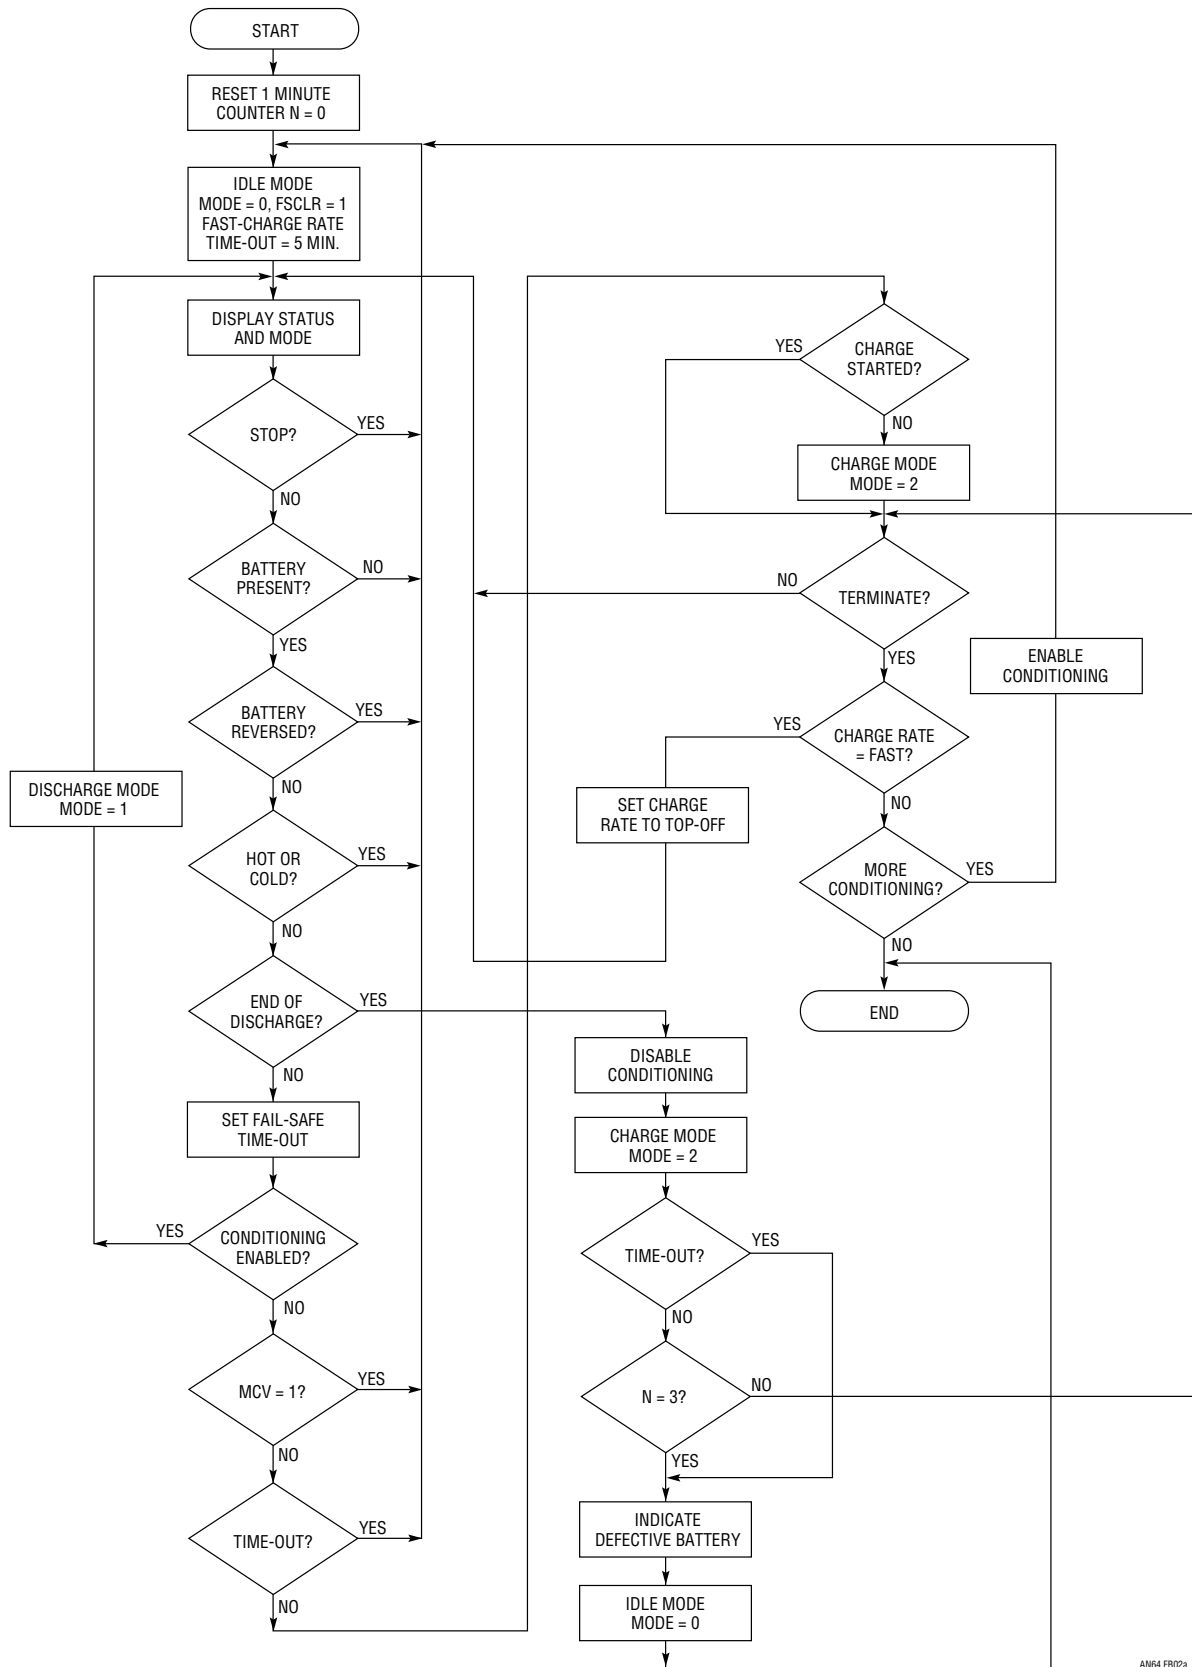 START
RESET 1 MINUTE
COUNTER N = 0
IDLE MODE
MODE = 0, FSCLR = 1
FAST-CHARGE RATE
TIME-OUT = 5 MIN.
DISPLAY STATUS
AND MODE
STOP?
YES
NO
BATTERY
PRESENT?
NO
YES
BATTERY
REVERSED?
YES
NO
DISCHARGE MODE
MODE = 1
HOT OR
COLD?
YES
NO
END OF
DISCHARGE?
YES
NO
SET FAIL-SAFE
TIME-OUT
CONDITIONING
ENABLED?
YES
NO
MCV = 1?
YES
NO
TIME-OUT?
YES
NO
CHARGE
STARTED?
YES
NO
CHARGE MODE
MODE = 2
TERMINATE?
NO
YES
CHARGE RATE
= FAST?
YES
NO
SET CHARGE
RATE TO TOP-OFF
MORE
CONDITIONING?
YES
NO
ENABLE
CONDITIONING
END
DISABLE
CONDITIONING
CHARGE MODE
MODE = 2
TIME-OUT?
YES
NO
N = 3?
NO
YES
INDICATE
DEFECTIVE BATTERY
IDLE MODE
MODE = 0
AN64 FB02a